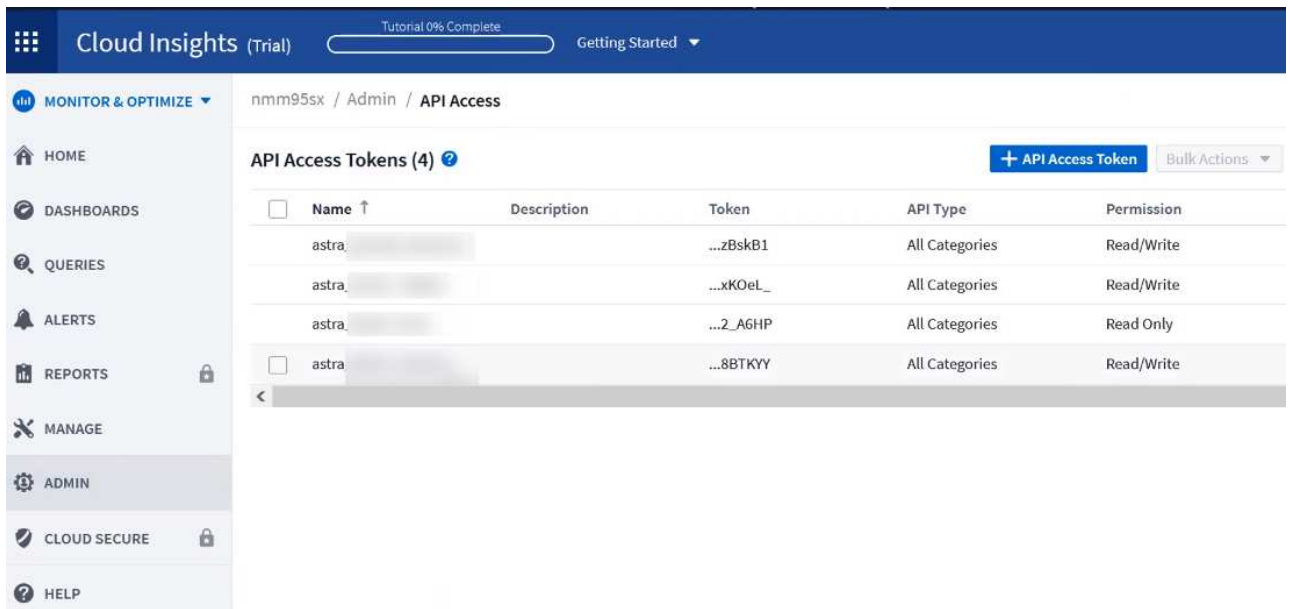 Tutorial 0% Complete
Cloud Insights (Trial)
Getting Started
MONITOR & OPTIMIZE
nmm95sx / Admin / API Access
HOME
API Access Tokens (4)
+ API Access Token
Bulk Actions
DASHBOARDS
Name ↑ Description Token API Type Permission
astra_ ...zBskB1 All Categories Read/Write
QUERIES
astra_ ...xKOeL_ All Categories Read/Write
ALERTS
astra_ ...2_A6HP All Categories Read Only
REPORTS
astra ...8BTKYY All Categories Read/Write
MANAGE
ADMIN
CLOUD SECURE
HELP